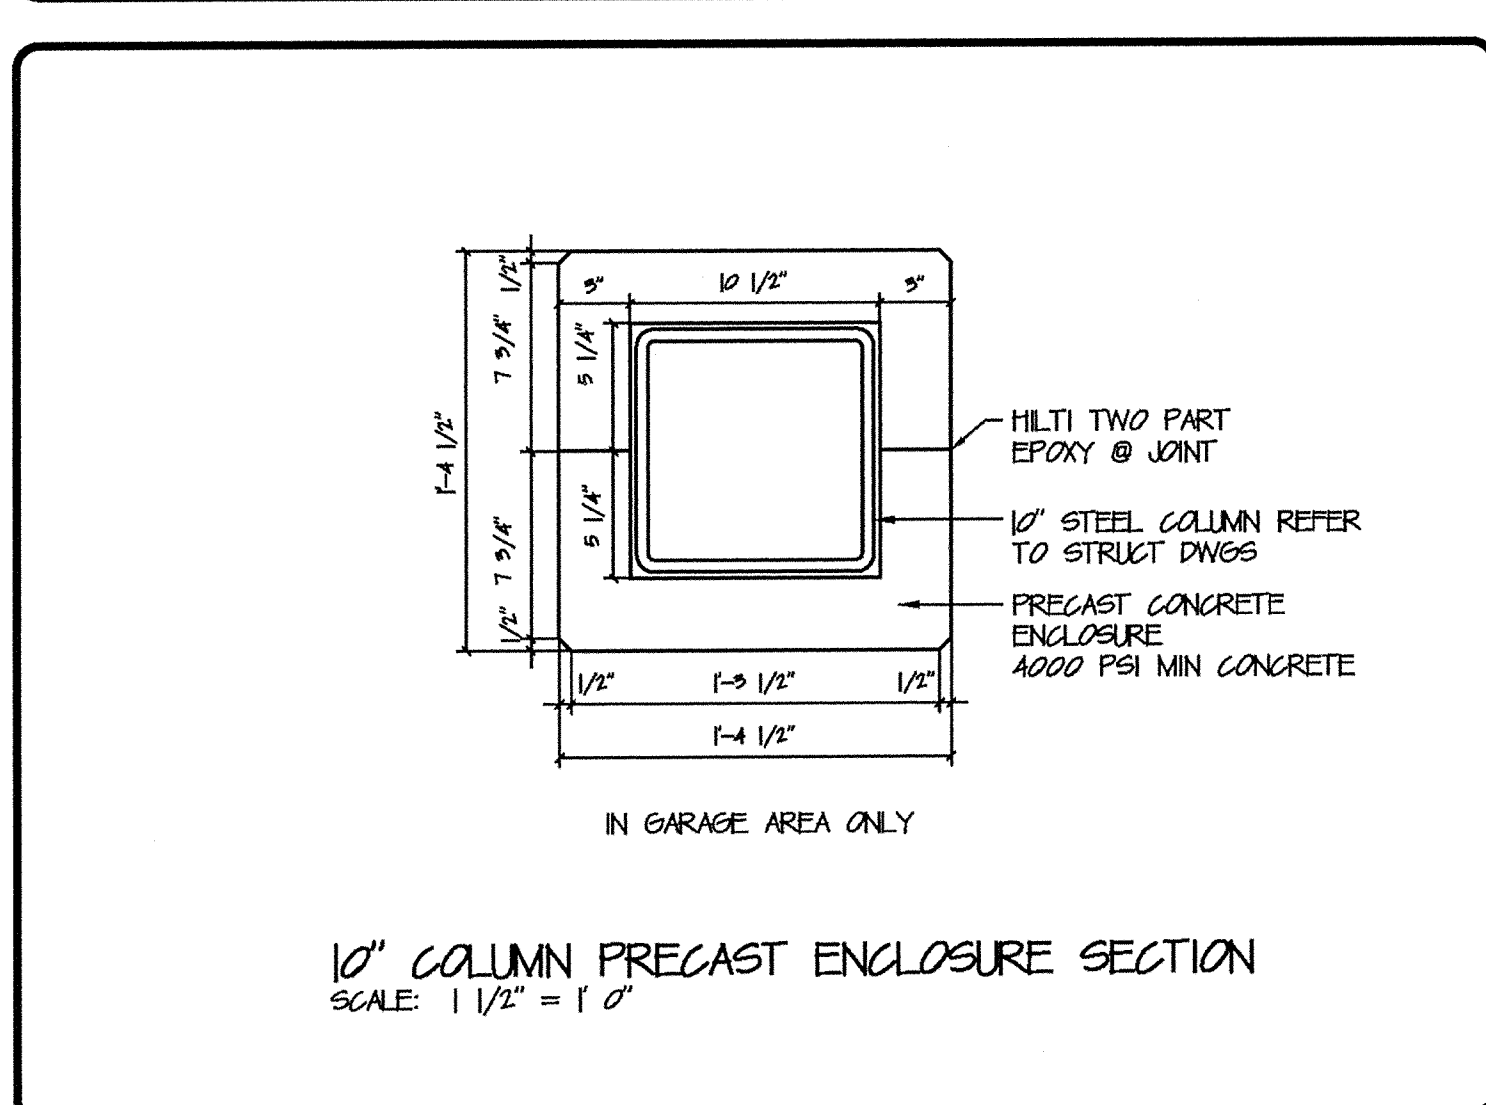 3" 10 1/2" 3"
1/2"
7 3/4"
5 1/4"
1'-4 1/2"
5 1/4"
7 3/4"
1/2"
HILTI TWO PART
EPOXY @ JOINT
10" STEEL COLUMN REFER
TO STRUCT DWGS
PRECAST CONCRETE
ENCLOSURE
4000 PSI MIN CONCRETE
1/2" 1'-3 1/2" 1/2"
1'-4 1/2"
IN GARAGE AREA ONLY
10" COLUMN PRECAST ENCLOSURE SECTION
SCALE: 1 1/2" = 1' 0"